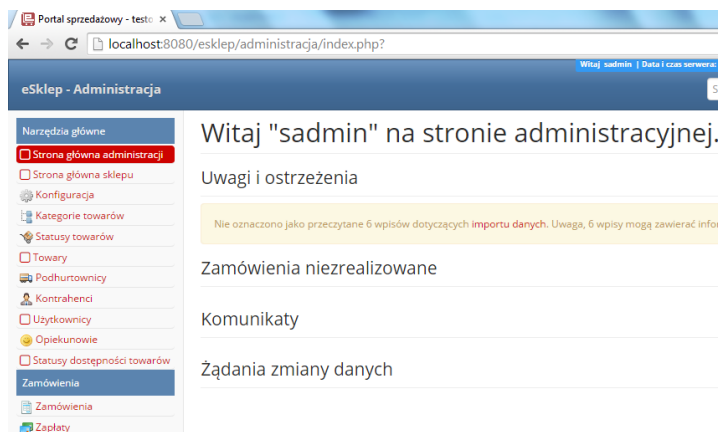 Portal sprzedażowy - testo
localhost:8080/esklep/administracja/index.php?
Witaj sadmin | Data i czas serwera:
eSklep - Administracja
S
Narzędzia główne
Strona główna administracji
Strona główna sklepu
Konfiguracja
Kategorie towarów
Statusy towarów
Towary
Podhurtownicy
Kontrahenci
Użytkownicy
Opiekunowie
Statusy dostępności towarów
Zamówienia
Zamówienia
Zapłaty
Witaj "sadmin" na stronie administracyjnej.
Uwagi i ostrzeżenia
Nie oznaczono jako przeczytane 6 wpisów dotyczących importu danych. Uwaga, 6 wpisy mogą zawierać infor
Zamówienia niezrealizowane
Komunikaty
Żądania zmiany danych